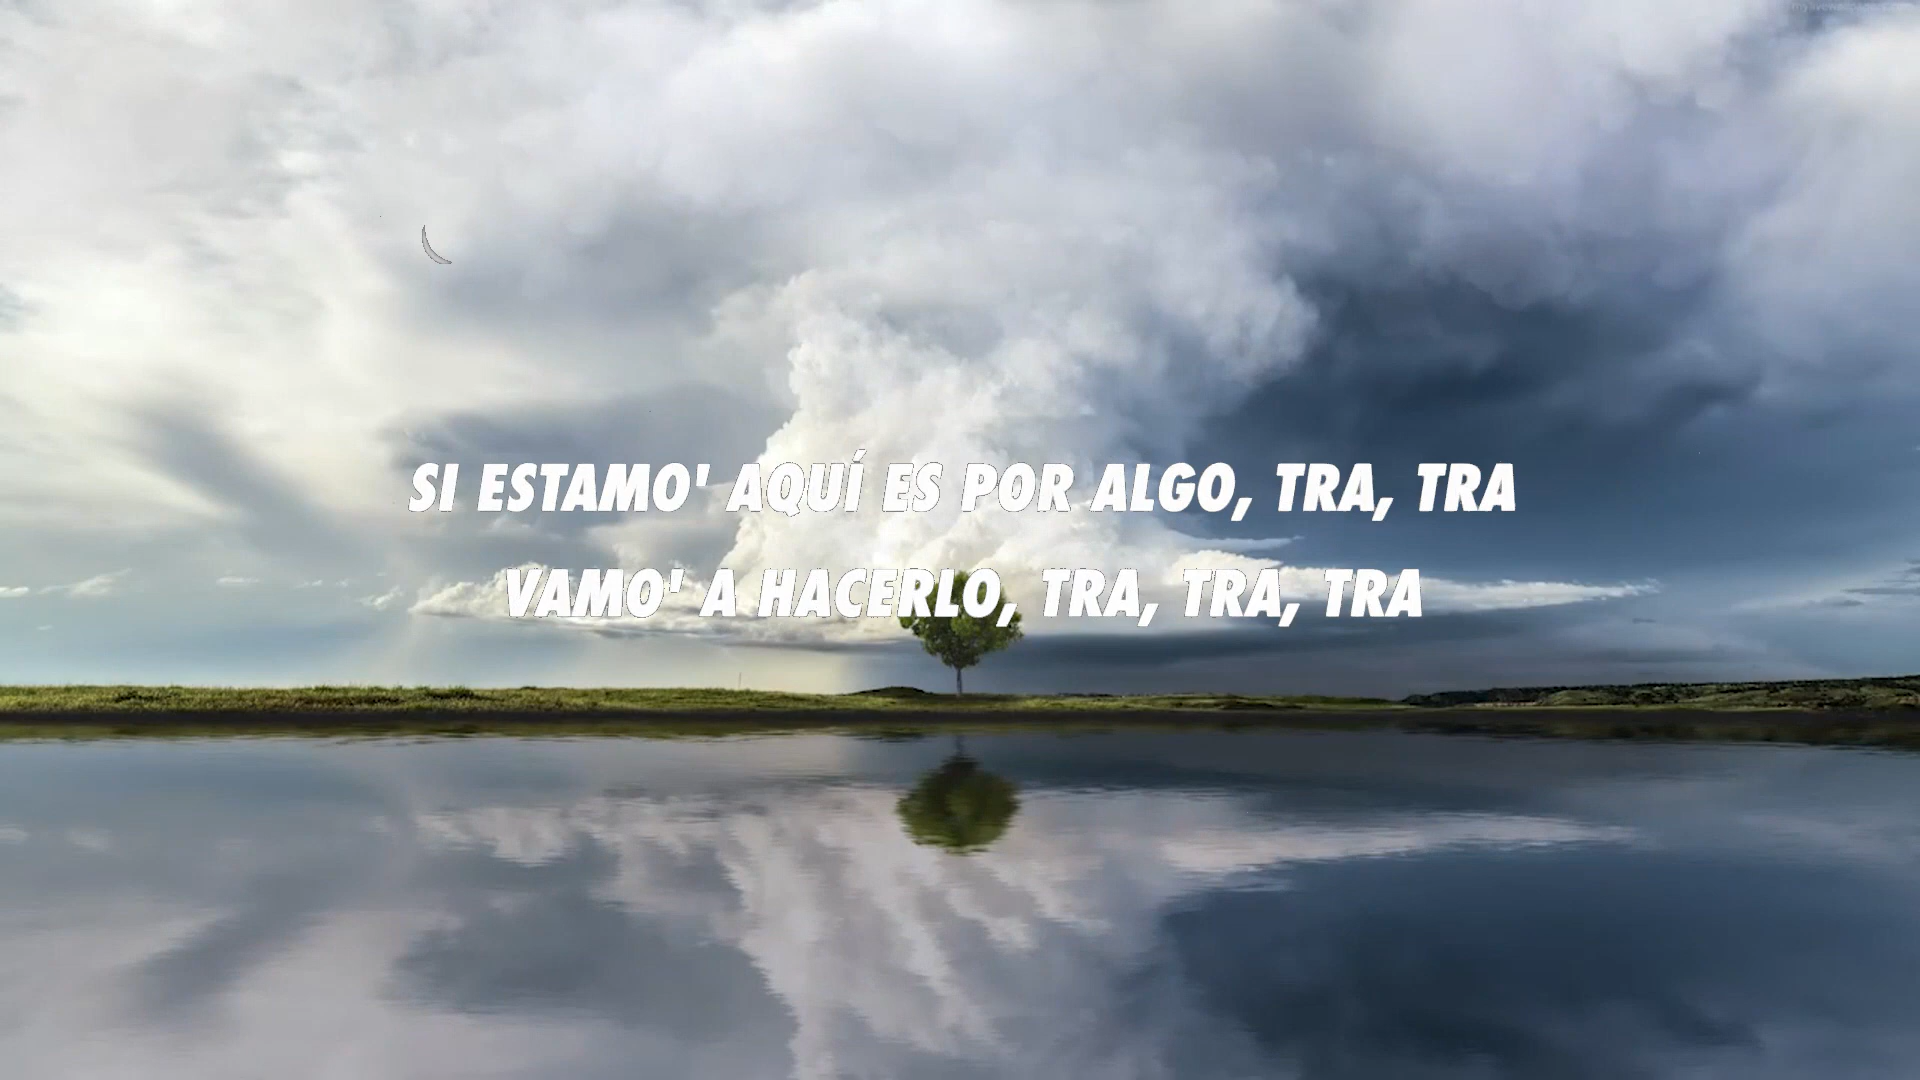 SI ESTAMO' AQUÍ ES POR ALGO, TRA, TRA
VAMO' A HACERLO, TRA, TRA, TRA